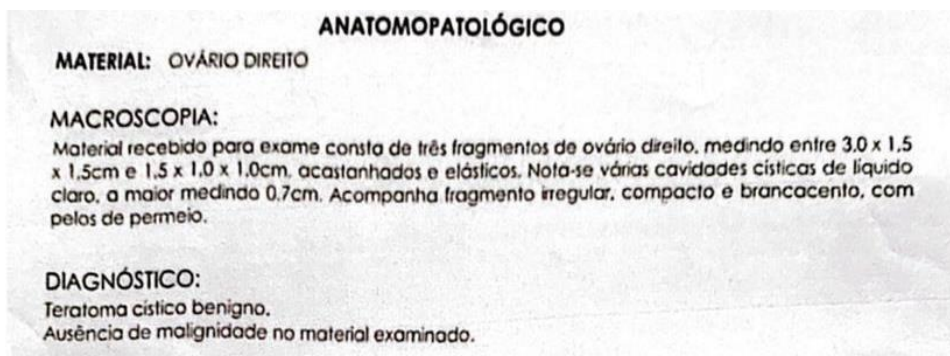 ANATOMOPATOLÓGICO
MATERIAL: OVÁRIO DIREITO
MACROSCOPIA:
Material recebido para exame consta de três fragmentos de ovário direito, medindo entre 3.0 x 1.5
x 1.5cm e 1.5 x 1.0 x 1.0cm, acastanhados e elásticos. Nota-se várias cavidades císticas de líquido
claro, a maior medindo 0.7cm. Acompanha fragmento irregular, compacto e brancacento, com
pelos de permeio.
DIAGNÓSTICO:
Teratoma cístico benigno.
Ausência de malignidade no material examinado.